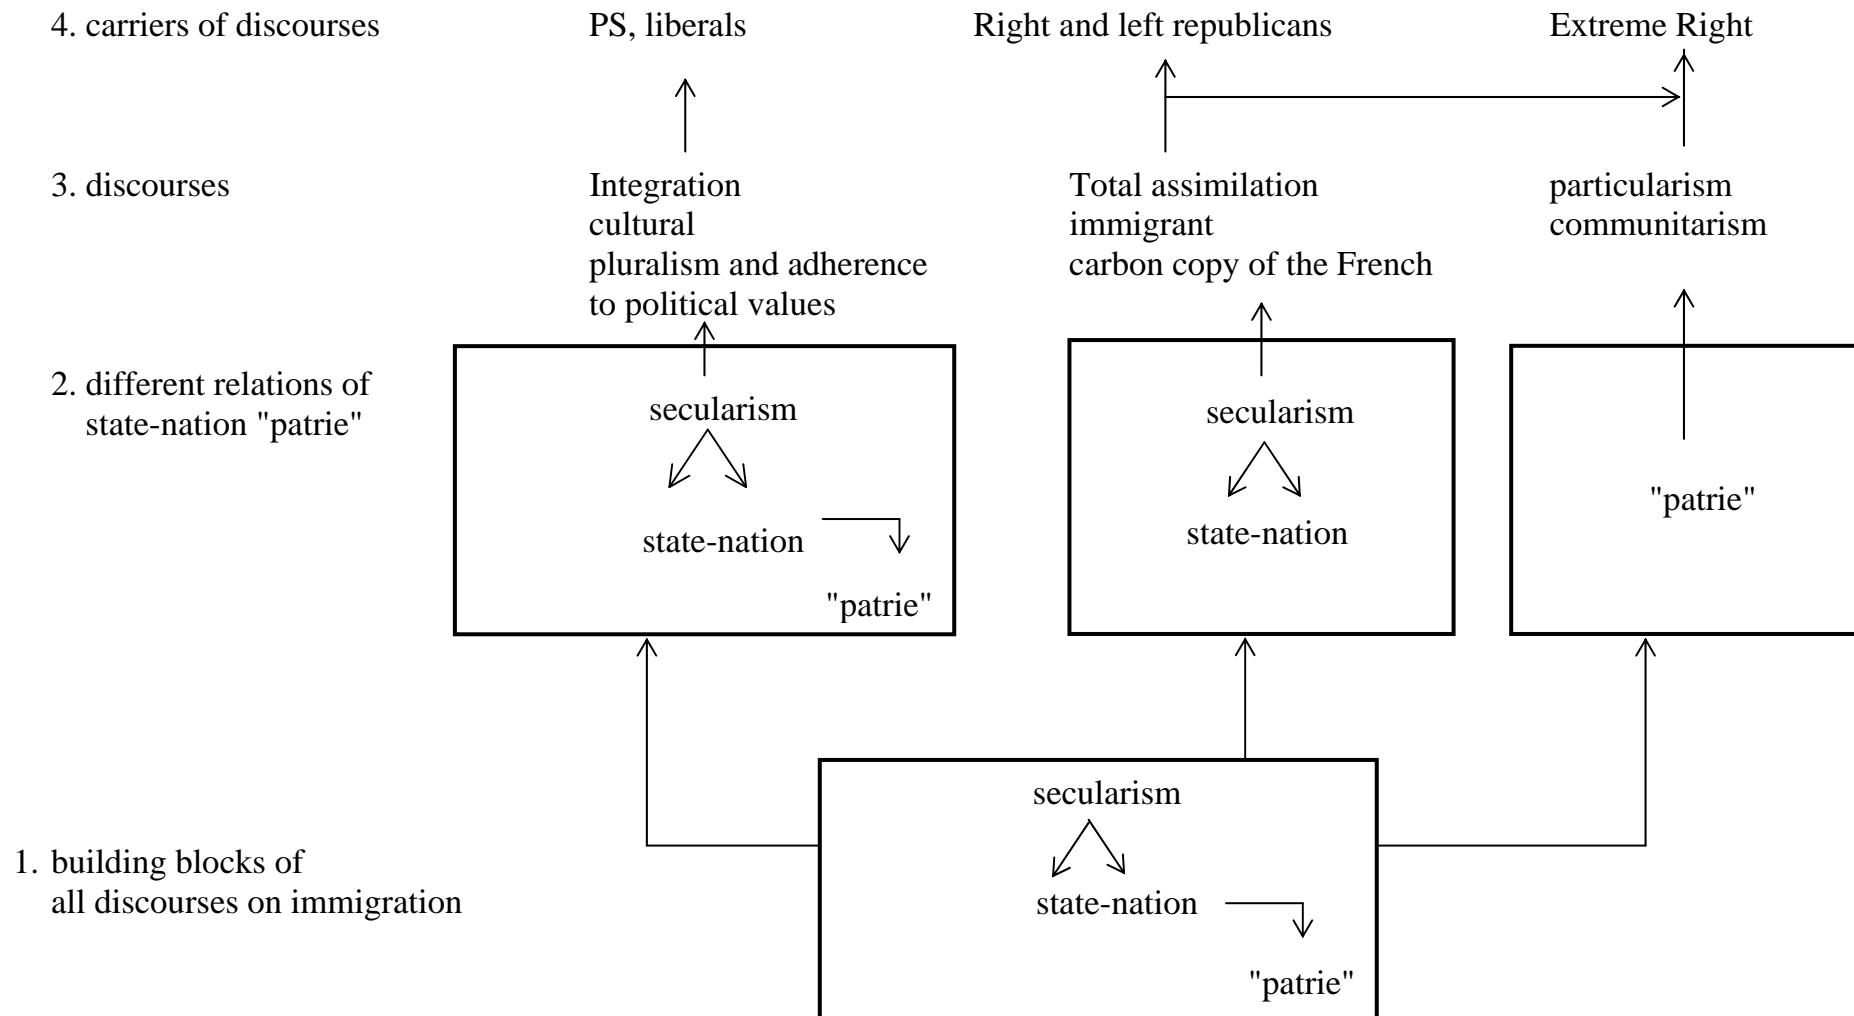 4. carriers of discourses
PS, liberals
Right and left republicans
Extreme Right
3. discourses
Integration
cultural
pluralism and adherence
to political values
Total assimilation
immigrant
carbon copy of the French
particularism
communitarism
2. different relations of
state-nation "patrie"
secularism
state-nation
"patrie"
secularism
state-nation
"patrie"
1. building blocks of
all discourses on immigration
secularism
state-nation
"patrie"